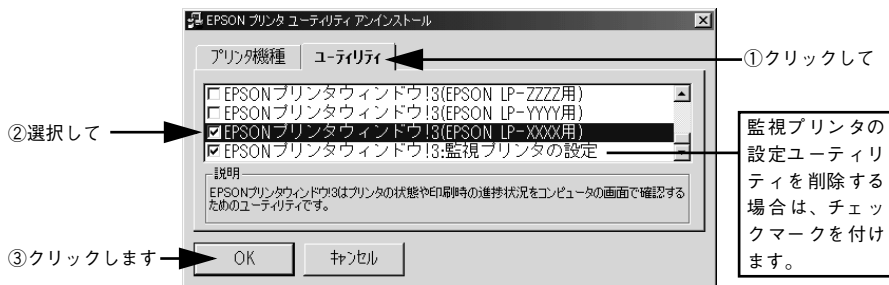 EPSON プリンタ ユーティリティ アンインストール
プリンタ機種 ユーティリティ
①クリックして
EPSONプリンタウィンドウ!3(EPSON LP-ZZZZ用)
EPSONプリンタウィンドウ!3(EPSON LP-YYYY用)
②選択して
EPSONプリンタウィンドウ!3(EPSON LP-XXXX用)
EPSONプリンタウィンドウ!3:監視プリンタの設定
監視プリンタの
設定ユーティリ
ティを削除する
場合は、チェッ
クマークを付け
ます。
説明
EPSONプリンタウィンドウ!3はプリンタの状態や印刷時の進捗状況をコンピュータの画面で確認する
ためのユーティリティです。
③クリックします
OK キャンセル